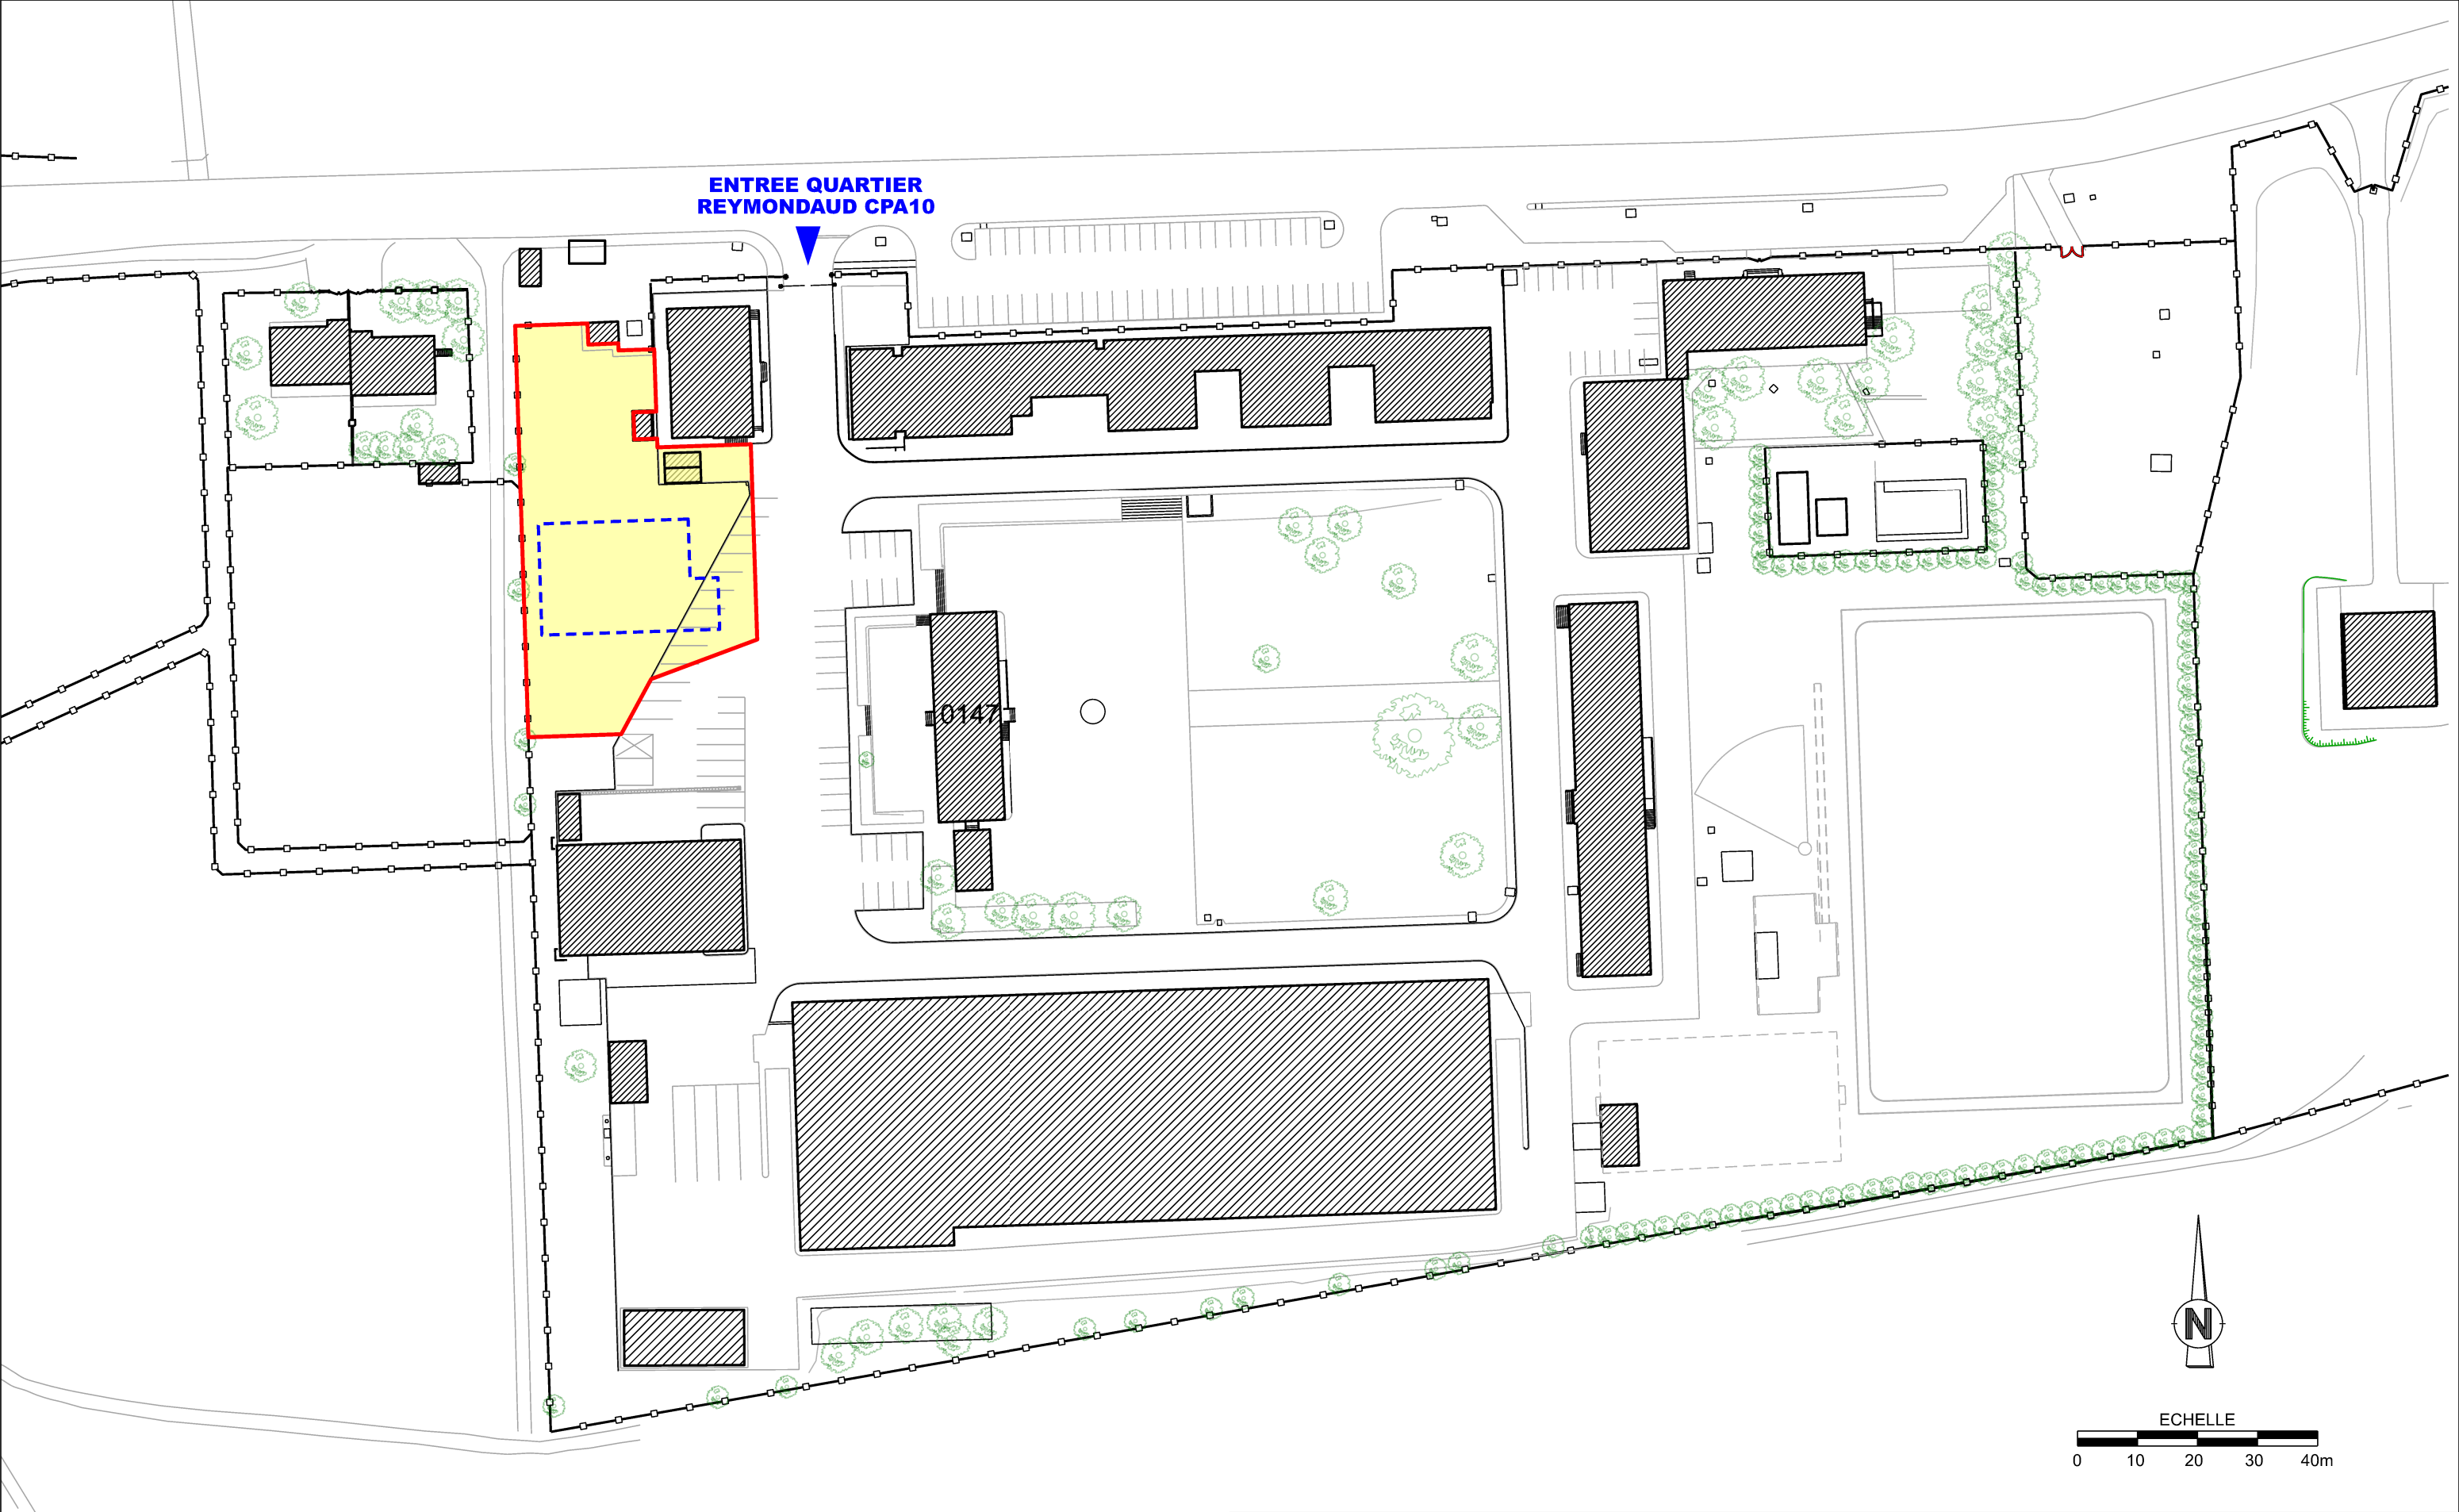 ENTREE QUARTIER
REYMONDAUD CPA10
0147
N
ECHELLE
0 10 20 30 40m